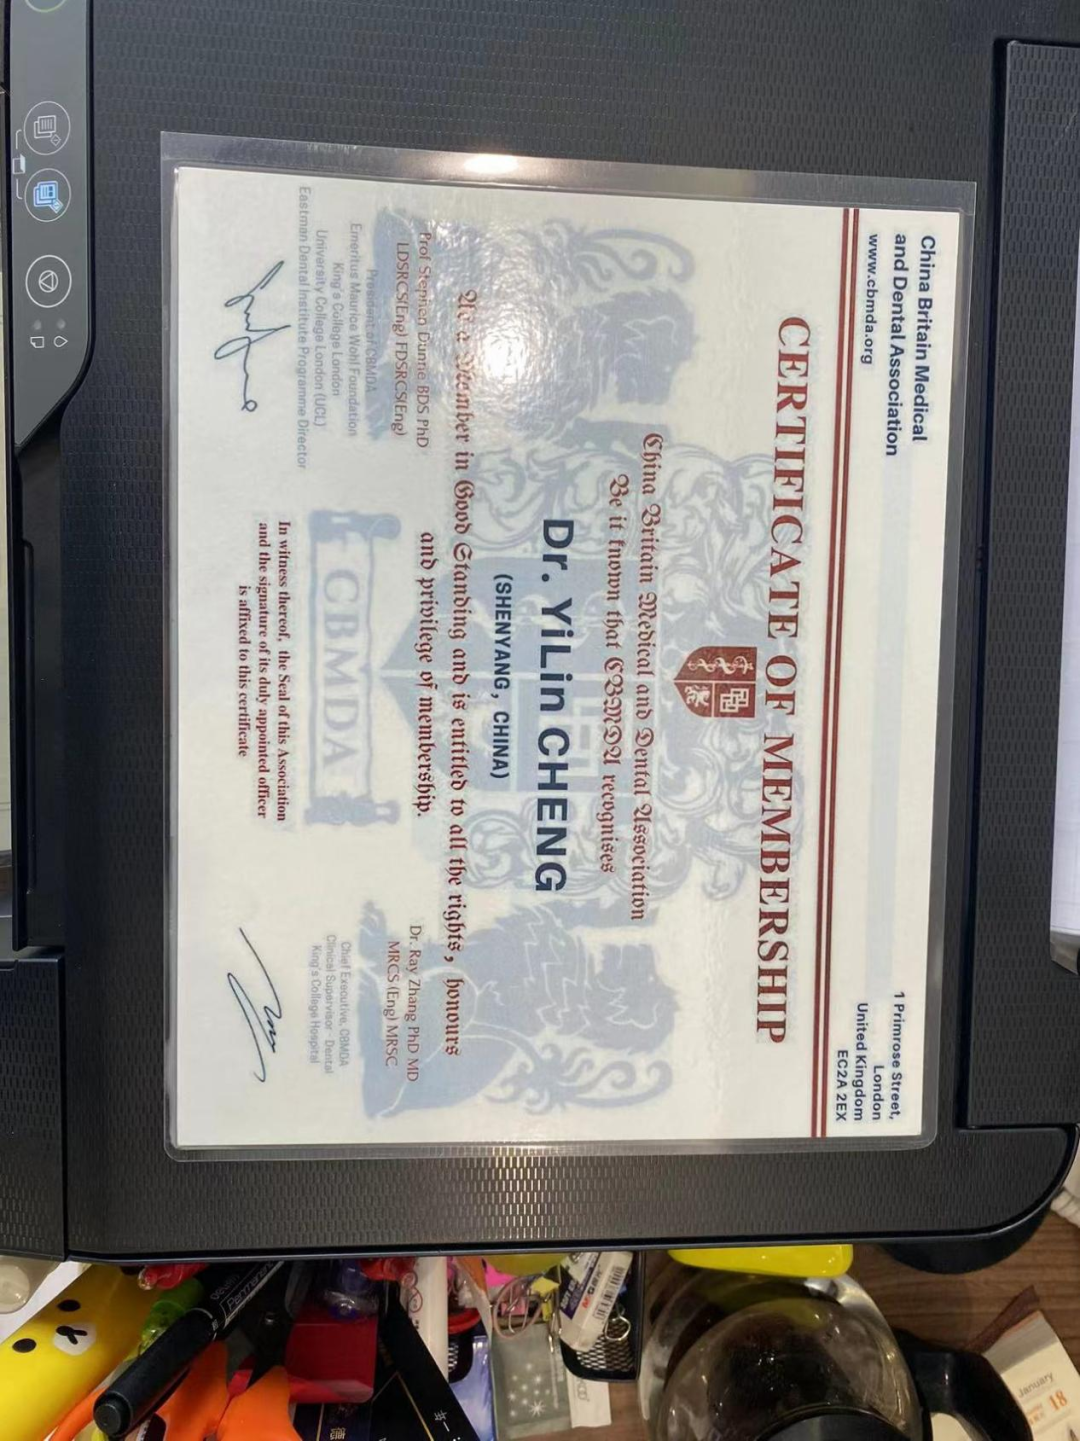 China Britain Medical
and Dental Association
www.cbmda.org
1 Primrose Street,
London
United Kingdom
EC2A 2EX
CERTIFICATE OF MEMBERSHIP
China Britain Medical and Dental Association
Be it known that CBMDA recognises
Dr. YiLin CHENG
(SHENYANG, CHINA)
As a Member in Good Standing and is entitled to all the rights, honours
and privilege of membership.
Prof Stephen Dunne BDS PhD
LDSRCS(Eng) FDSRCS(Eng)
President of CBMDA
Emeritus Maurice Wohl Foundation
King's College London
University College London (UCL)
Eastman Dental Institute Programme Director
CBMDA
In witness thereof, the Seal of this Association
and the signature of its duly appointed officer
is affixed to this certificate
Dr. Ray Zhang PhD MD
MRCS (Eng) MRSC
Chief Executive, CBMDA
Clinical Supervisor - Dental
King's College Hospital
January
18